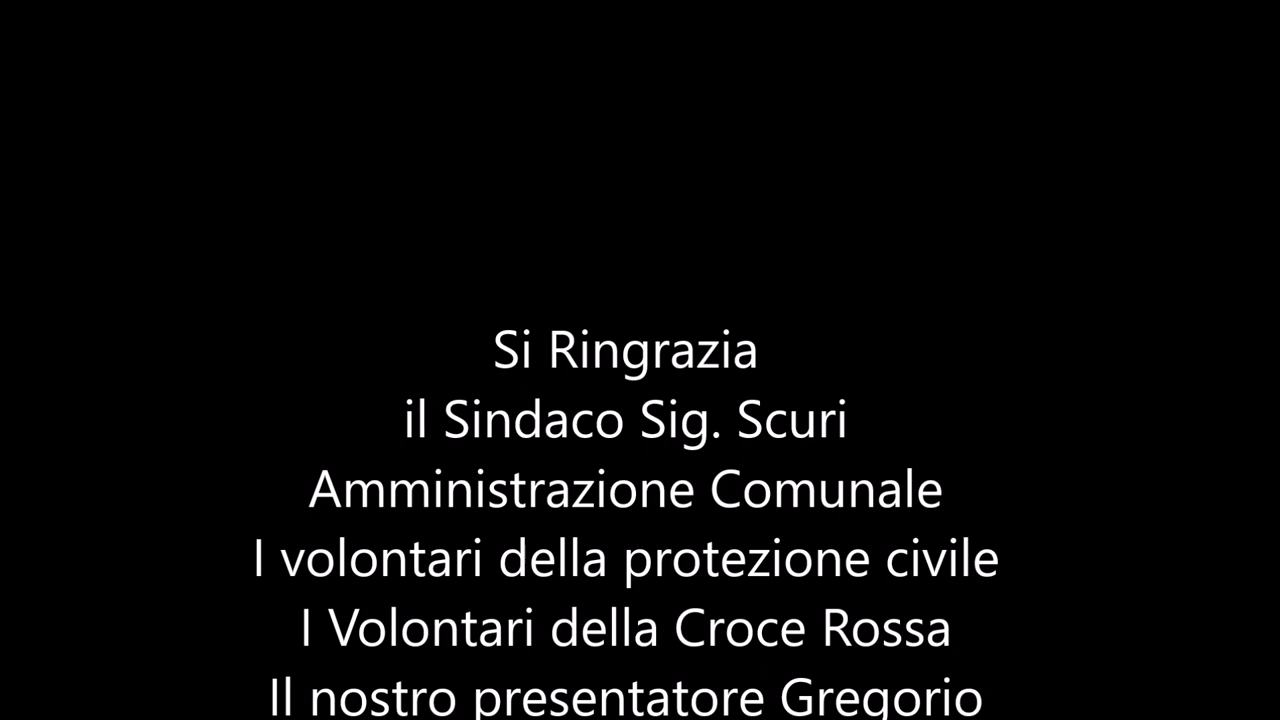 Si Ringrazia
il Sindaco Sig. Scuri
Amministrazione Comunale
I volontari della protezione civile
I Volontari della Croce Rossa
Il nostro presentatore Gregorio